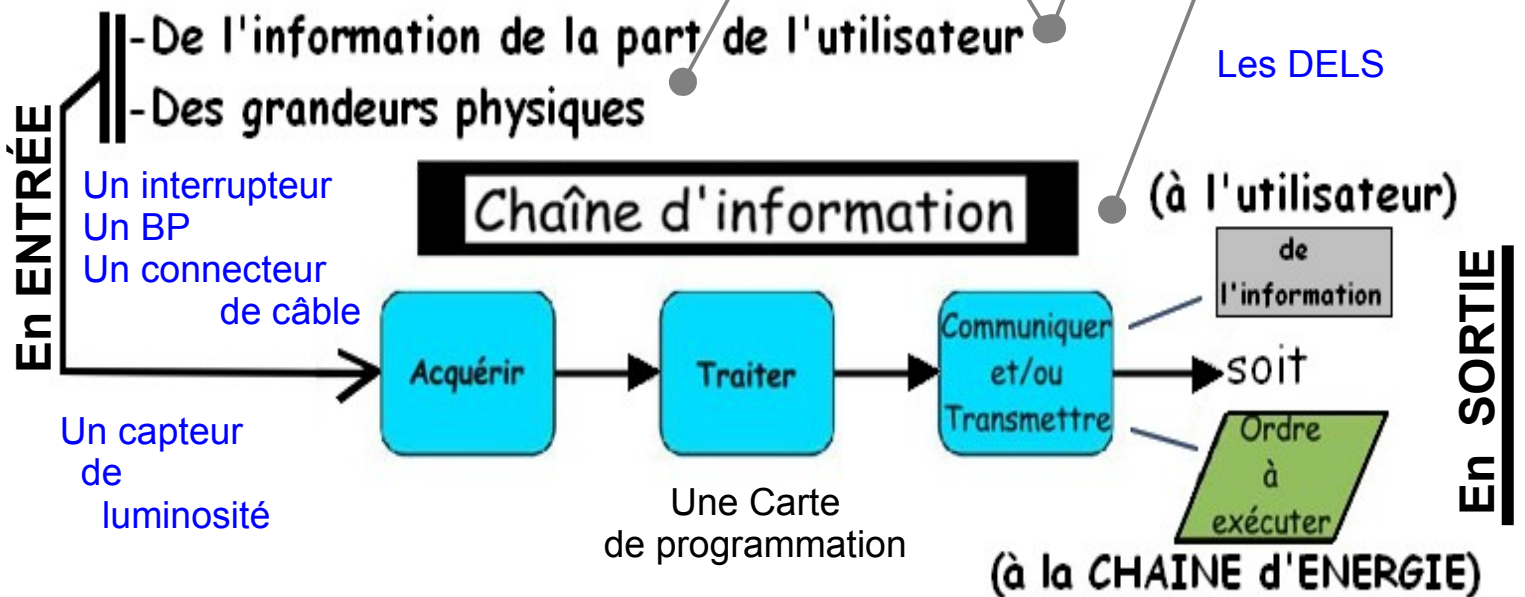 -De l'information de la part de l'utilisateur
-Des grandeurs physiques
Les DELS
En ENTRÉE
Un interrupteur
Un BP
Un connecteur
de câble
Chaîne d'information
(à l'utilisateur)
de
l'information
Acquérir
Traiter
Communiquer
et/ou
Transmettre
soit
Ordre
à
exécuter
En SORTIE
Un capteur
de
luminosité
Une Carte
de programmation
(à la CHAINE d'ENERGIE)